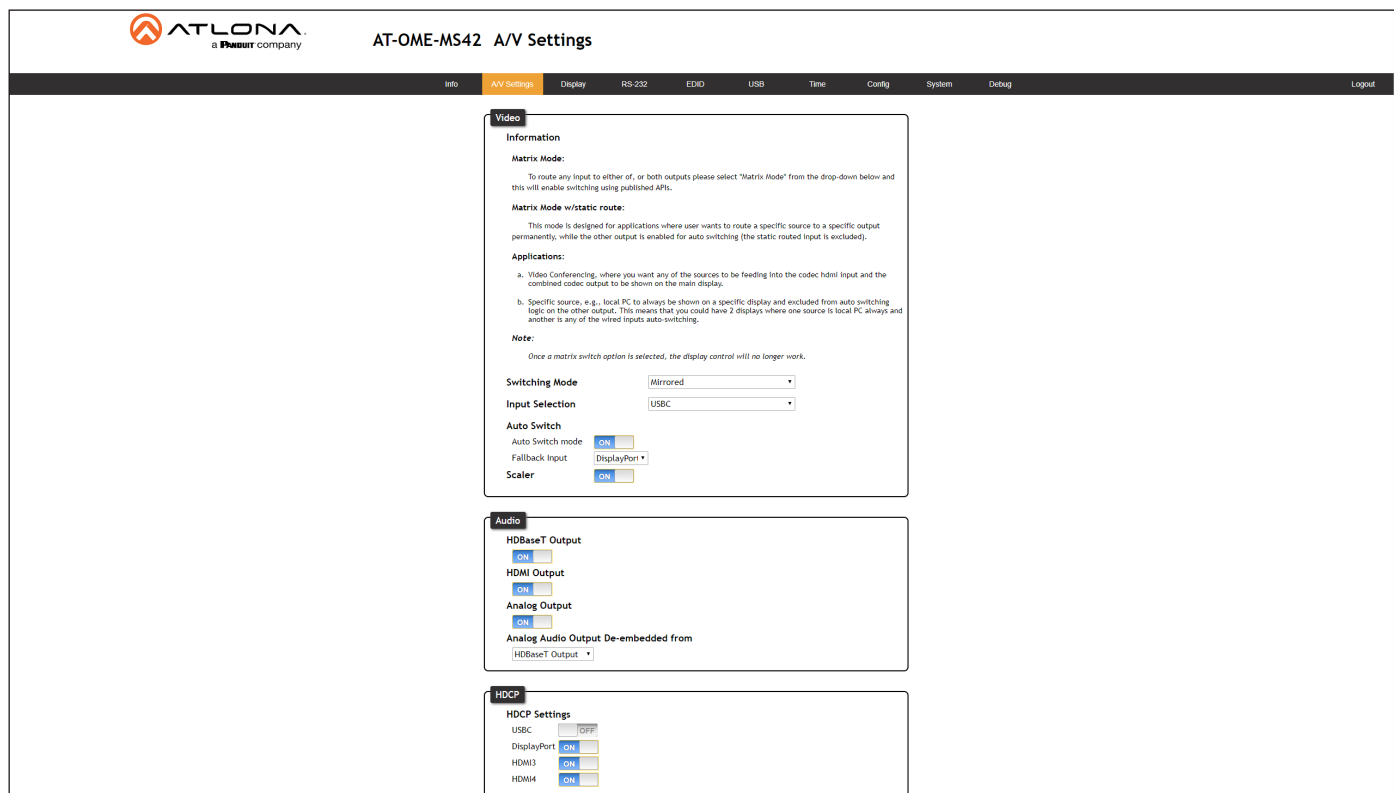 ATLONA.
a PANDUIT company
AT-OME-MS42 A/V Settings
Info A/V Settings Display RS-232 EDID USB Time Config System Debug Logout
Video
Information
Matrix Mode:
To route any input to either of, or both outputs please select "Matrix Mode" from the drop-down below and
this will enable switching using published APIs.
Matrix Mode w/static route:
This mode is designed for applications where user wants to route a specific source to a specific output
permanently, while the other output is enabled for auto switching (the static routed input is excluded).
Applications:
a. Video Conferencing, where you want any of the sources to be feeding into the codec hdmi input and the
combined codec output to be shown on the main display.
b. Specific source, e.g., local PC to always be shown on a specific display and excluded from auto switching
logic on the other output. This means that you could have 2 displays where one source is local PC always and
another is any of the wired inputs auto-switching.
Note:
Once a matrix switch option is selected, the display control will no longer work.
Switching Mode Mirrored
Input Selection USBC
Auto Switch
Auto Switch mode ON
Fallback Input DisplayPort
Scaler ON
Audio
HDBaseT Output
ON
HDMI Output
ON
Analog Output
ON
Analog Audio Output De-embedded from
HDBaseT Output
HDCP
HDCP Settings
USBC OFF
DisplayPort ON
HDMI3 ON
HDMI4 ON